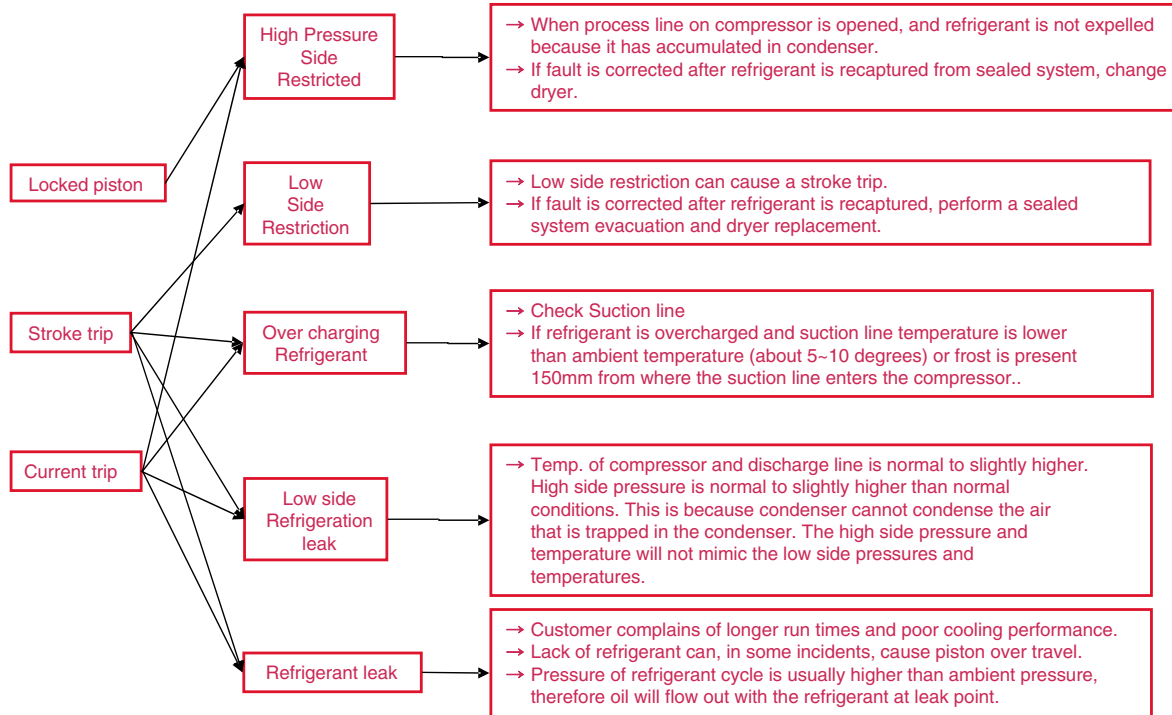 High Pressure
Side
Restricted
→ When process line on compressor is opened, and refrigerant is not expelled
because it has accumulated in condenser.
→ If fault is corrected after refrigerant is recaptured from sealed system, change
dryer.
Locked piston
Low
Side
Restriction
→ Low side restriction can cause a stroke trip.
→ If fault is corrected after refrigerant is recaptured, perform a sealed
system evacuation and dryer replacement.
Stroke trip
Over charging
Refrigerant
→ Check Suction line
→ If refrigerant is overcharged and suction line temperature is lower
than ambient temperature (about 5~10 degrees) or frost is present
150mm from where the suction line enters the compressor..
Current trip
Low side
Refrigeration
leak
→ Temp. of compressor and discharge line is normal to slightly higher.
High side pressure is normal to slightly higher than normal
conditions. This is because condenser cannot condense the air
that is trapped in the condenser. The high side pressure and
temperature will not mimic the low side pressures and
temperatures.
Refrigerant leak
→ Customer complains of longer run times and poor cooling performance.
→ Lack of refrigerant can, in some incidents, cause piston over travel.
→ Pressure of refrigerant cycle is usually higher than ambient pressure,
therefore oil will flow out with the refrigerant at leak point.